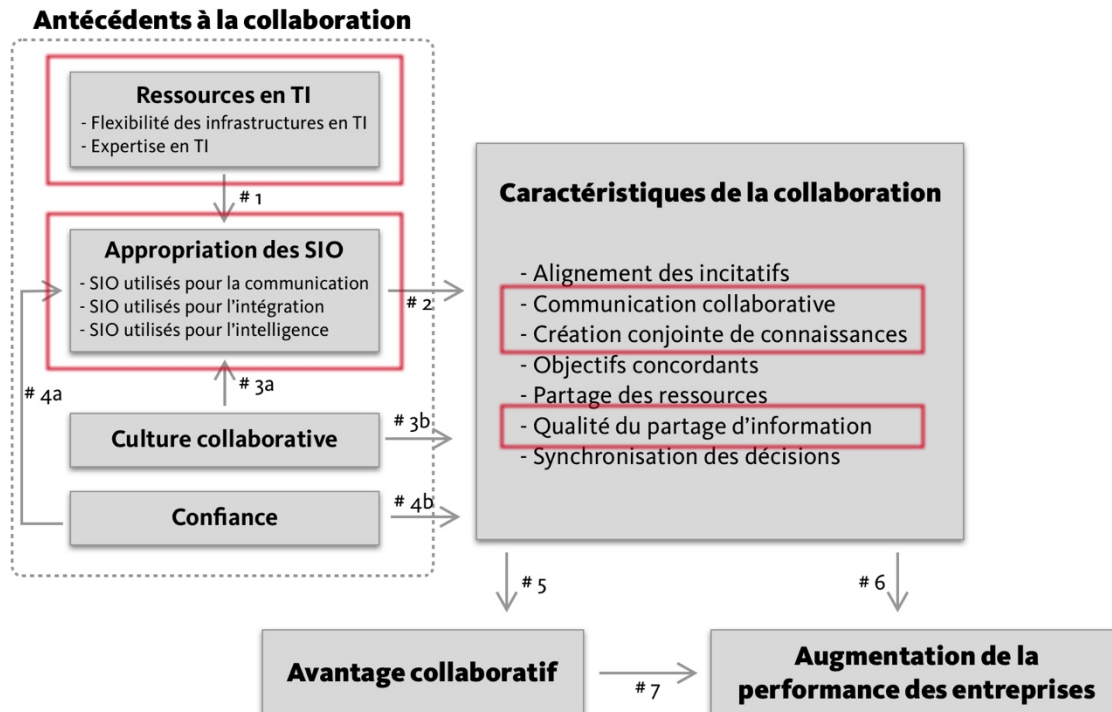 Antécédents à la collaboration
Ressources en TI
- Flexibilité des infrastructures en TI
- Expertise en TI
# 1
Appropriation des SIO
- SIO utilisés pour la communication
- SIO utilisés pour l'intégration
- SIO utilisés pour l'intelligence
# 2
# 3a
# 4a
Culture collaborative
# 3b
Confiance
# 4b
Caractéristiques de la collaboration
- Alignement des incitatifs
- Communication collaborative
- Création conjointe de connaissances
- Objectifs concordants
- Partage des ressources
- Qualité du partage d'information
- Synchronisation des décisions
# 5
# 6
Avantage collaboratif
# 7
Augmentation de la
performance des entreprises